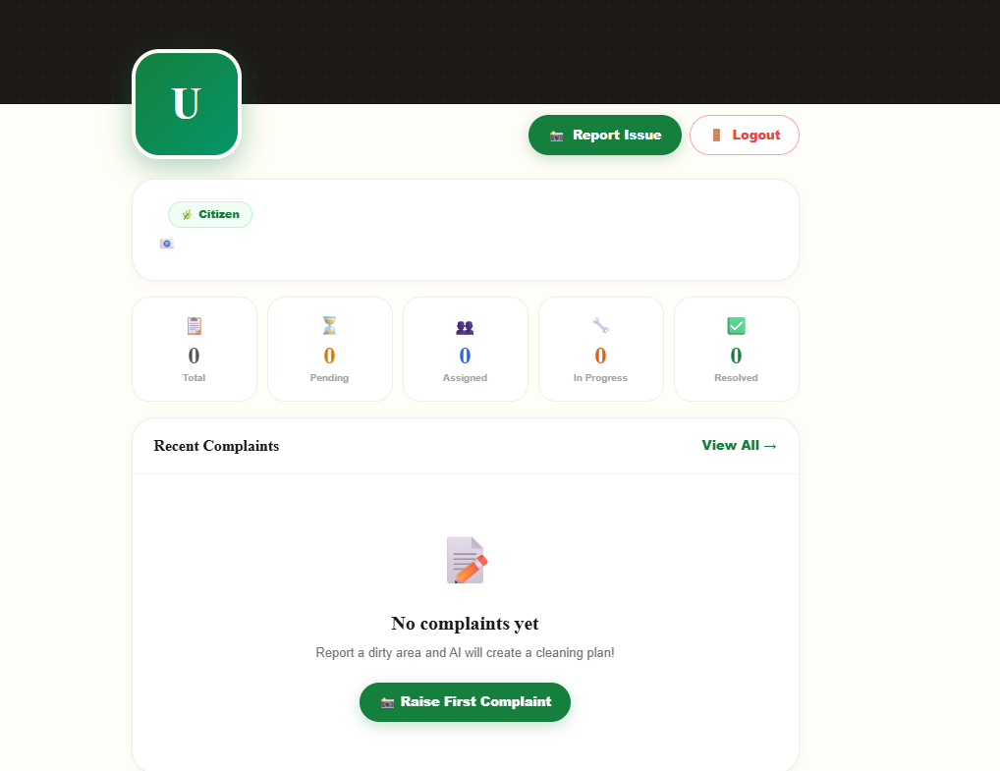 U
Report Issue
Logout
Citizen
0
Total
0
Pending
0
Assigned
0
In Progress
0
Resolved
Recent Complaints
View All →
No complaints yet
Report a dirty area and AI will create a cleaning plan!
Raise First Complaint